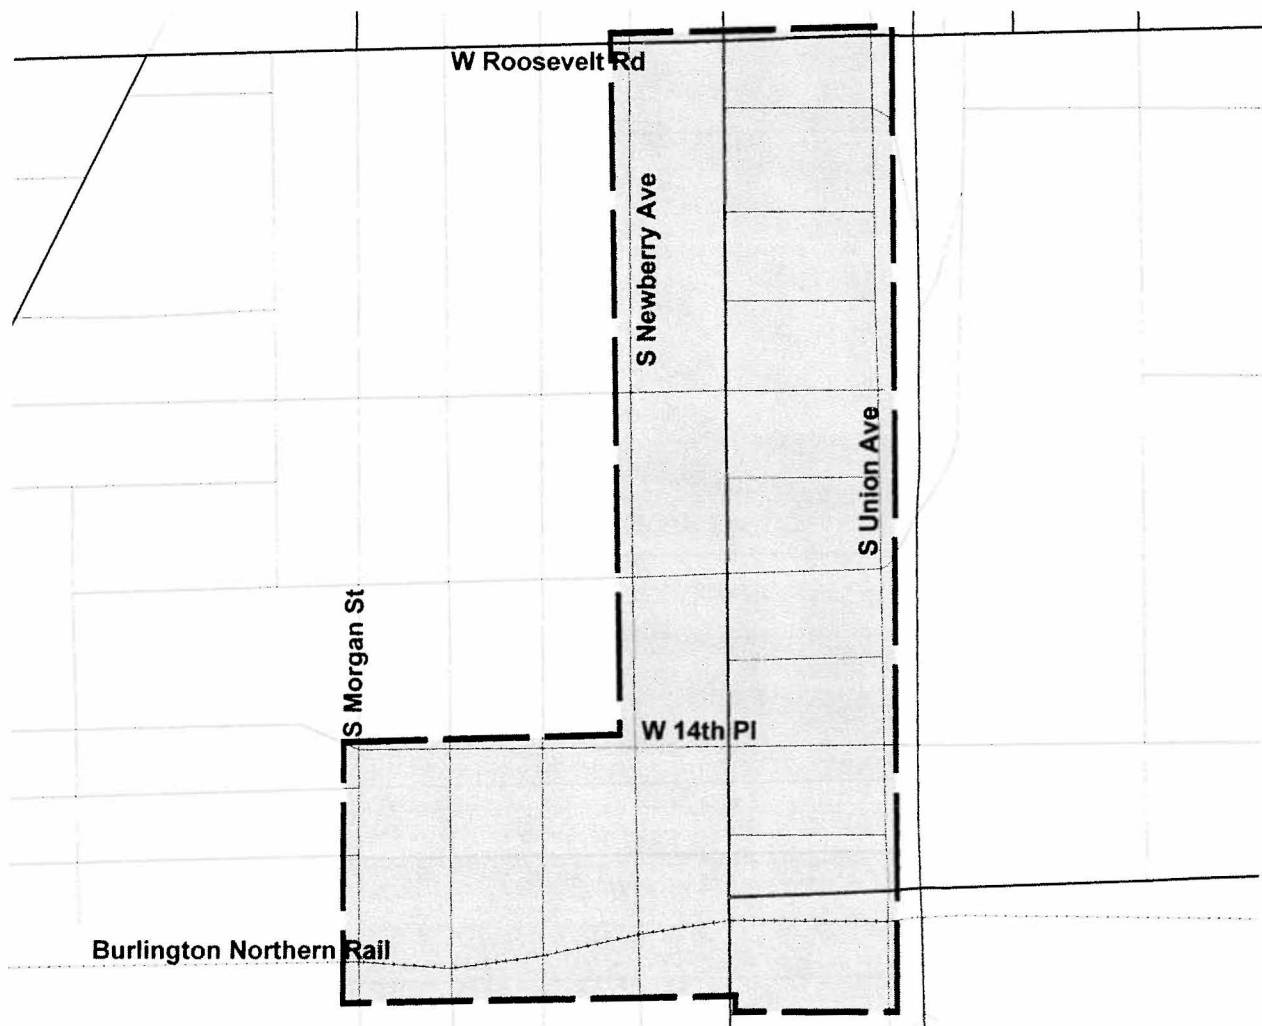 W Roosevelt Rd
S Newberry Ave
S Union Ave
S Morgan St
W 14th Pl
Burlington Northern Rail